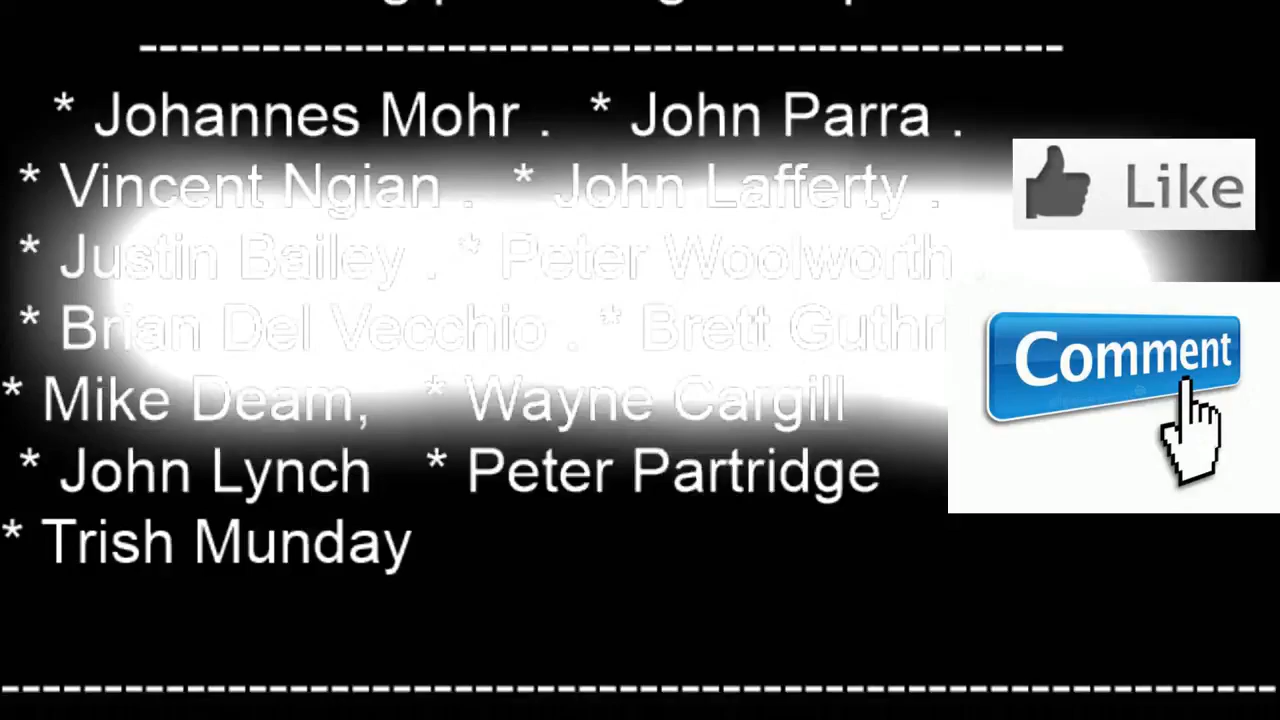 --------------------------------------------------------
* Johannes Mohr .   * John Parra .
* Vincent Ngian .   * John Lafferty .
Like
* Justin Bailey .  * Peter Woolworth .
* Brian Del Vecchio .  * Brett
Comment
* Mike Deam,   * Wayne Cargill
* John Lynch   * Peter Partridge
* Trish Munday
--------------------------------------------------------------------------------